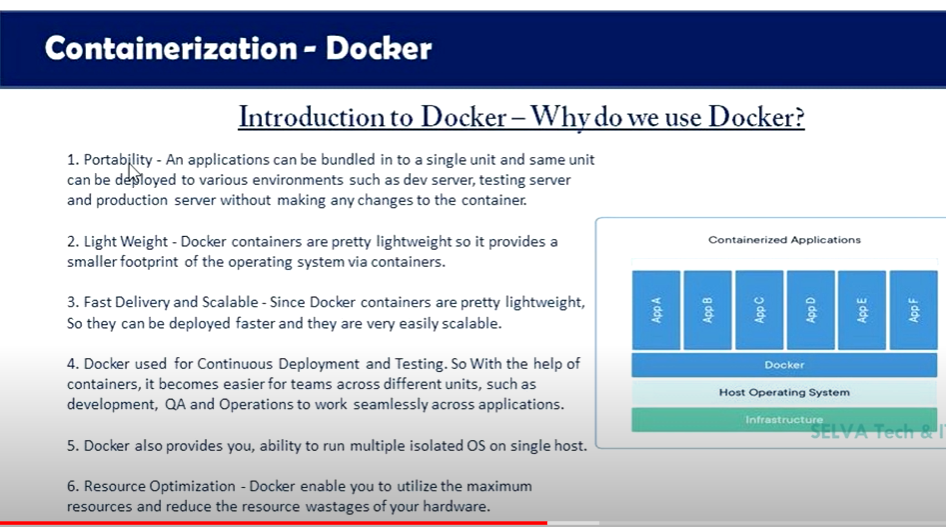 Containerization - Docker
Introduction to Docker – Why do we use Docker?
1. Portability - An applications can be bundled in to a single unit and same unit
can be deployed to various environments such as dev server, testing server
and production server without making any changes to the container.
2. Light Weight - Docker containers are pretty lightweight so it provides a
smaller footprint of the operating system via containers.
3. Fast Delivery and Scalable - Since Docker containers are pretty lightweight,
So they can be deployed faster and they are very easily scalable.
4. Docker used for Continuous Deployment and Testing. So With the help of
containers, it becomes easier for teams across different units, such as
development, QA and Operations to work seamlessly across applications.
5. Docker also provides you, ability to run multiple isolated OS on single host.
6. Resource Optimization - Docker enable you to utilize the maximum
resources and reduce the resource wastages of your hardware.
Containerized Applications
App A
App B
App C
App D
App E
App F
Docker
Host Operating System
Infrastructure
SELVA Tech & I